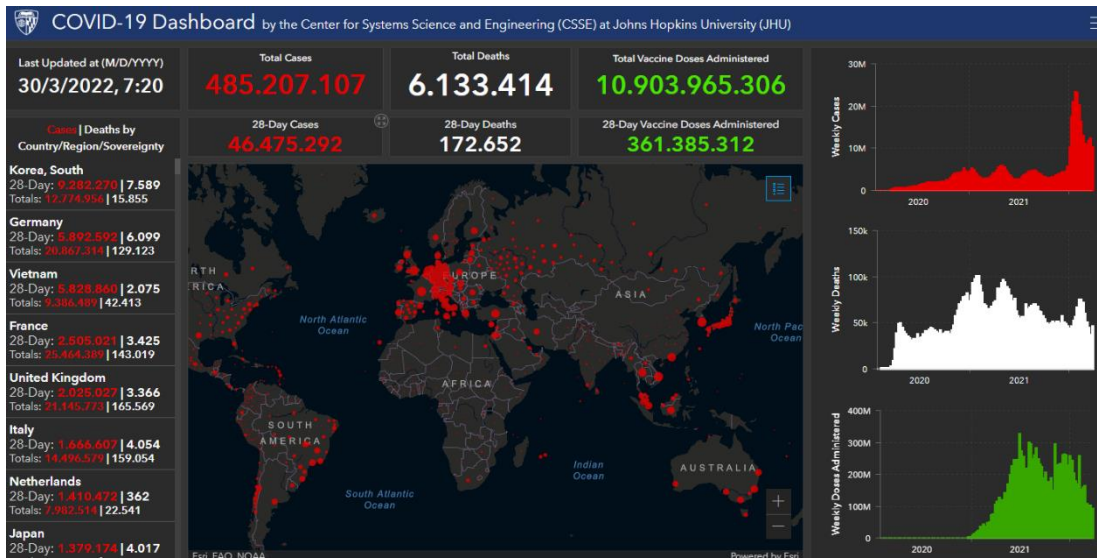 COVID-19 Dashboard by the Center for Systems Science and Engineering (CSSE) at Johns Hopkins University (JHU)
Last Updated at (M/D/YYYY)
30/3/2022, 7:20
Cases | Deaths by
Country/Region/Sovereignty
Korea, South
28-Day: 9.282.270 | 7.589
Totals: 12.774.956 | 15.855
Germany
28-Day: 5.892.592 | 6.099
Totals: 20.867.314 | 129.123
Vietnam
28-Day: 5.828.860 | 2.075
Totals: 9.386.489 | 42.413
France
28-Day: 2.505.021 | 3.425
Totals: 25.464.389 | 143.019
United Kingdom
28-Day: 2.025.027 | 3.366
Totals: 21.145.773 | 165.569
Italy
28-Day: 1.666.607 | 4.054
Totals: 14.496.579 | 159.054
Netherlands
28-Day: 1.410.472 | 362
Totals: 7.982.514 | 22.541
Japan
28-Day: 1.379.174 | 4.017
Total Cases
485.207.107
Total Deaths
6.133.414
Total Vaccine Doses Administered
10.903.965.306
28-Day Cases
46.475.292
28-Day Deaths
172.652
28-Day Vaccine Doses Administered
361.385.312
RTH
RICA
EUROPE
ASIA
North Atlantic
Ocean
North Pac
Ocean
AFRICA
SOUTH
AMERICA
Indian
Ocean
AUSTRALIA
South Atlantic
Ocean
+
−
Esri, FAO, NOAA
Powered by Esri
Weekly Cases
30M
20M
10M
0
2020 2021
Weekly Deaths
150k
100k
50k
0
2020 2021
Weekly Doses Administered
400M
300M
200M
100M
0
2020 2021